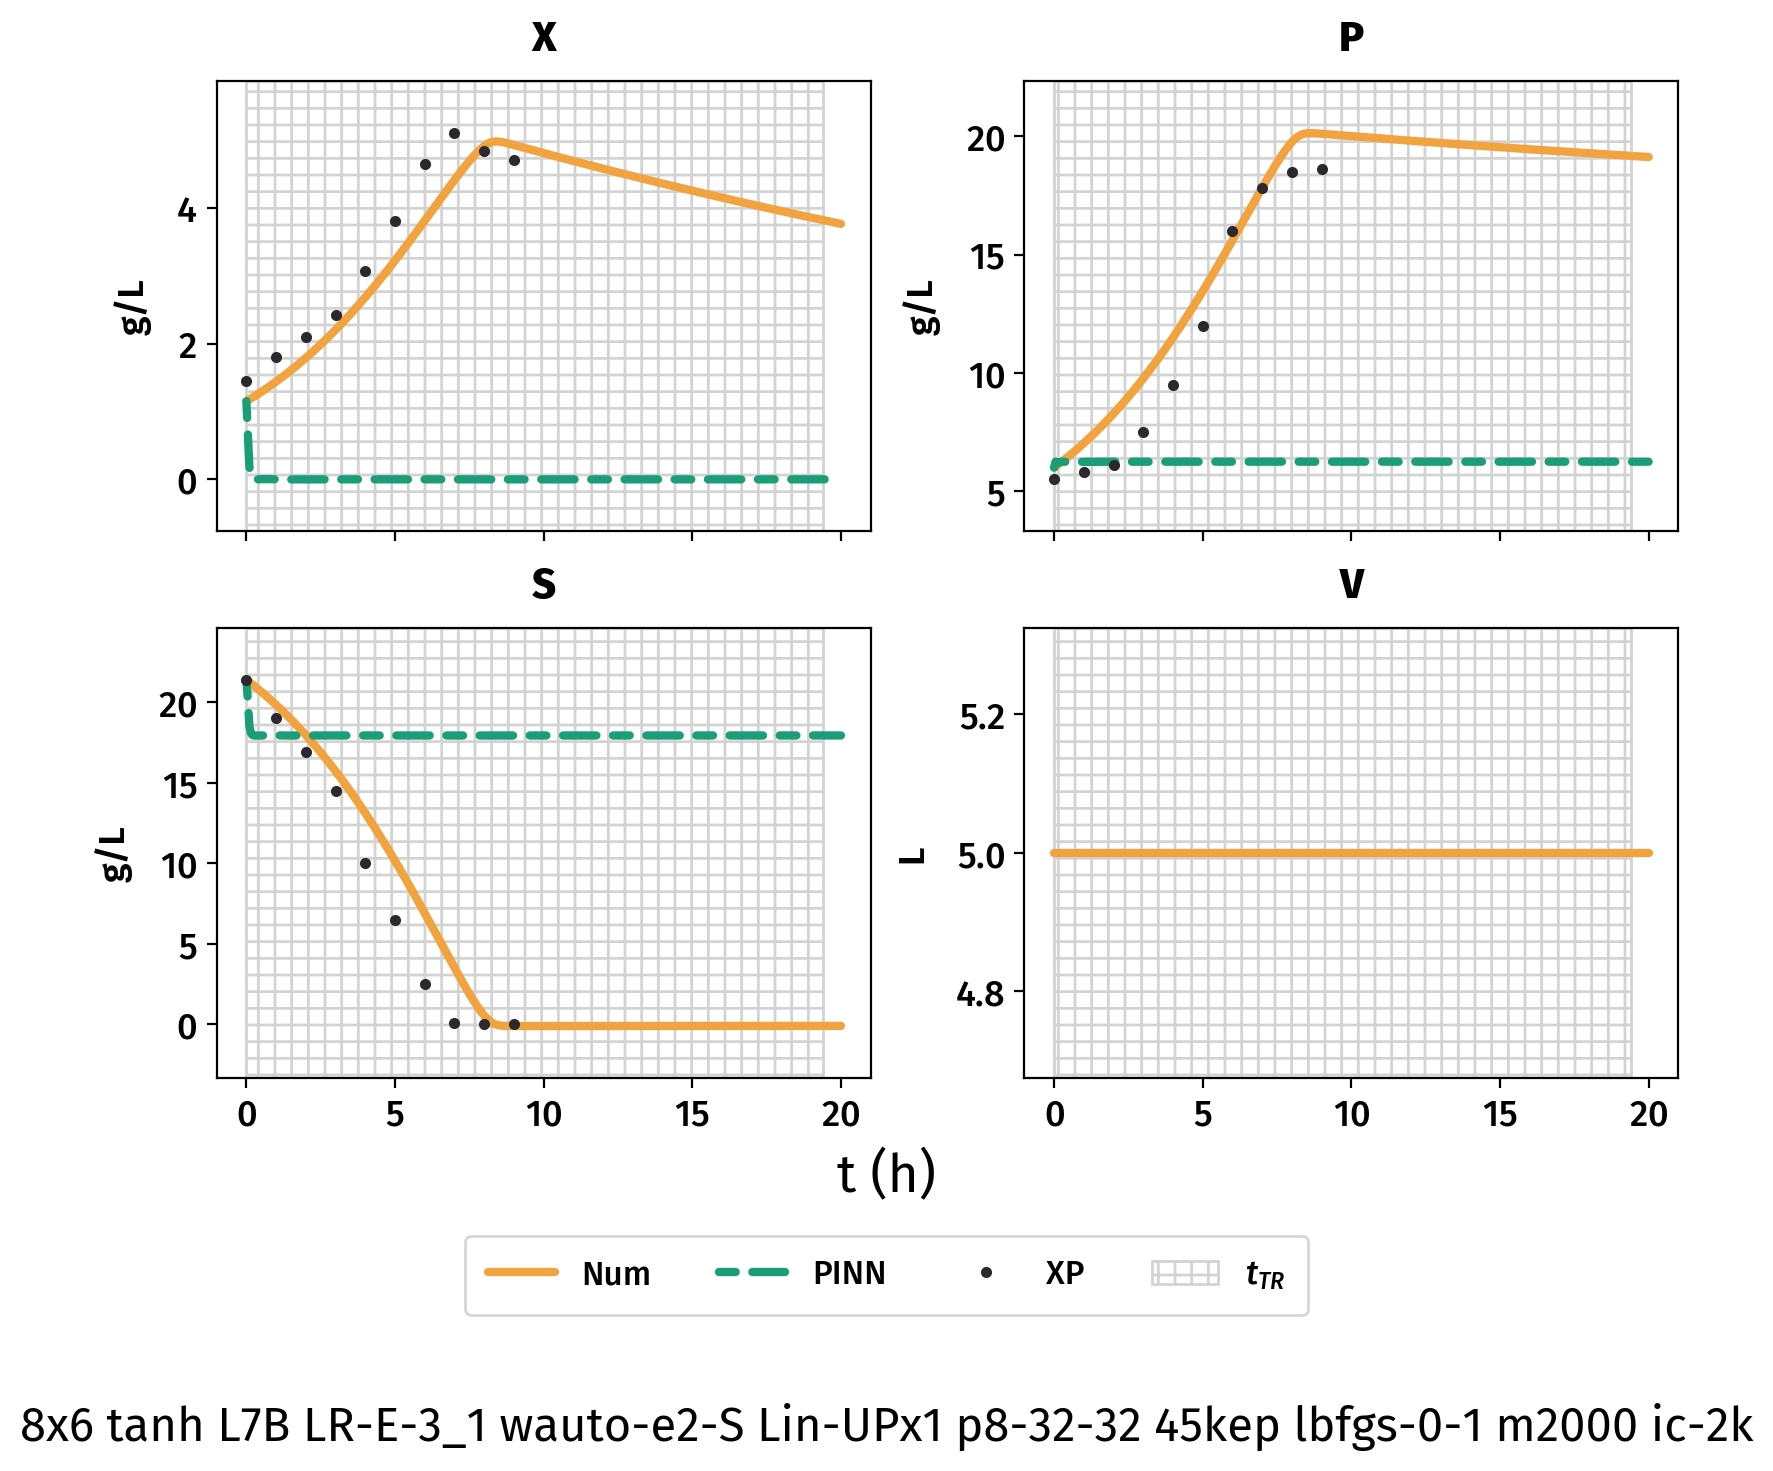 X
P
g/L
4
2
0
g/L
20
15
10
5
S
V
g/L
20
15
10
5
0
L
5.2
5.0
4.8
0 5 10 15 20
0 5 10 15 20
t (h)
Num PINN XP tTR
8x6 tanh L7B LR-E-3_1 wauto-e2-S Lin-UPx1 p8-32-32 45kep lbfgs-0-1 m2000 ic-2k